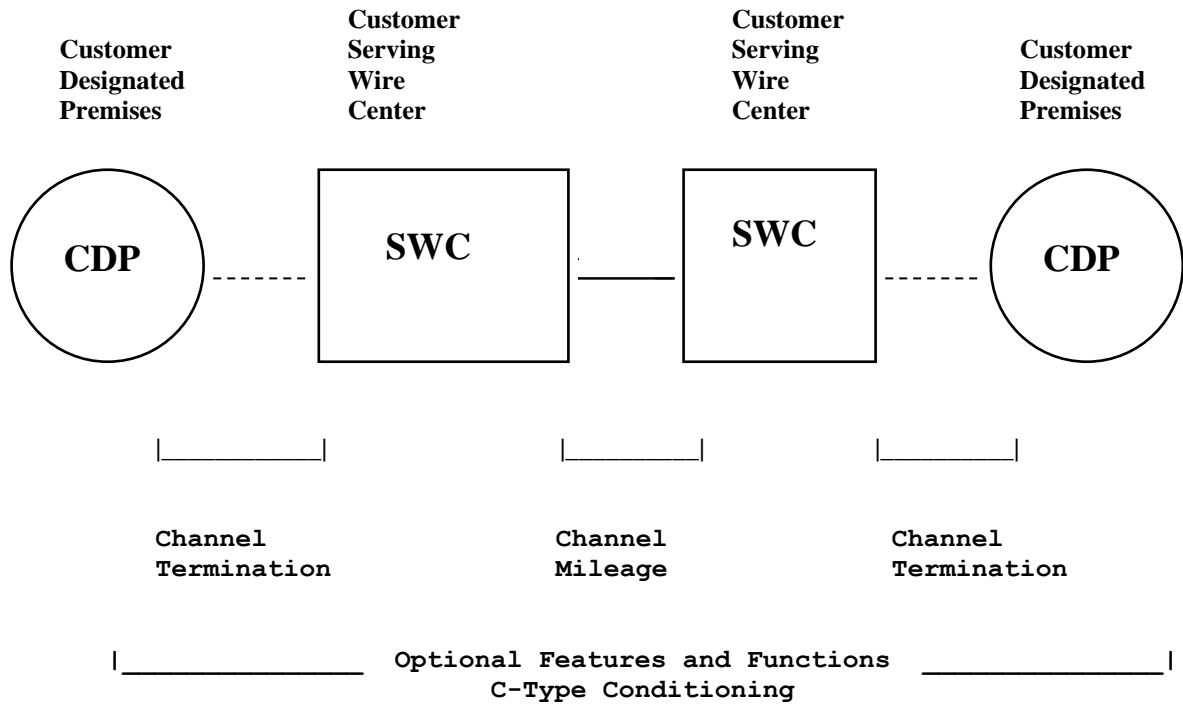 Customer
Designated
Premises
Customer
Serving
Wire
Center
Customer
Serving
Wire
Center
Customer
Designated
Premises
CDP
SWC
SWC
CDP
Channel
Termination
Channel
Mileage
Channel
Termination
Optional Features and Functions
C-Type Conditioning